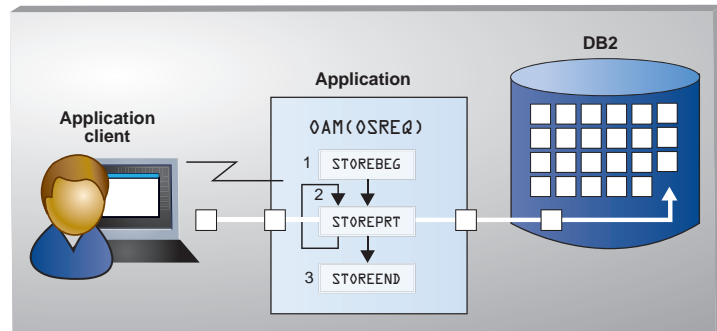 DB2
Application
Application
client
OAM(OSREQ)
1 STOREBEG
2
STOREPRT
3 STOREEND